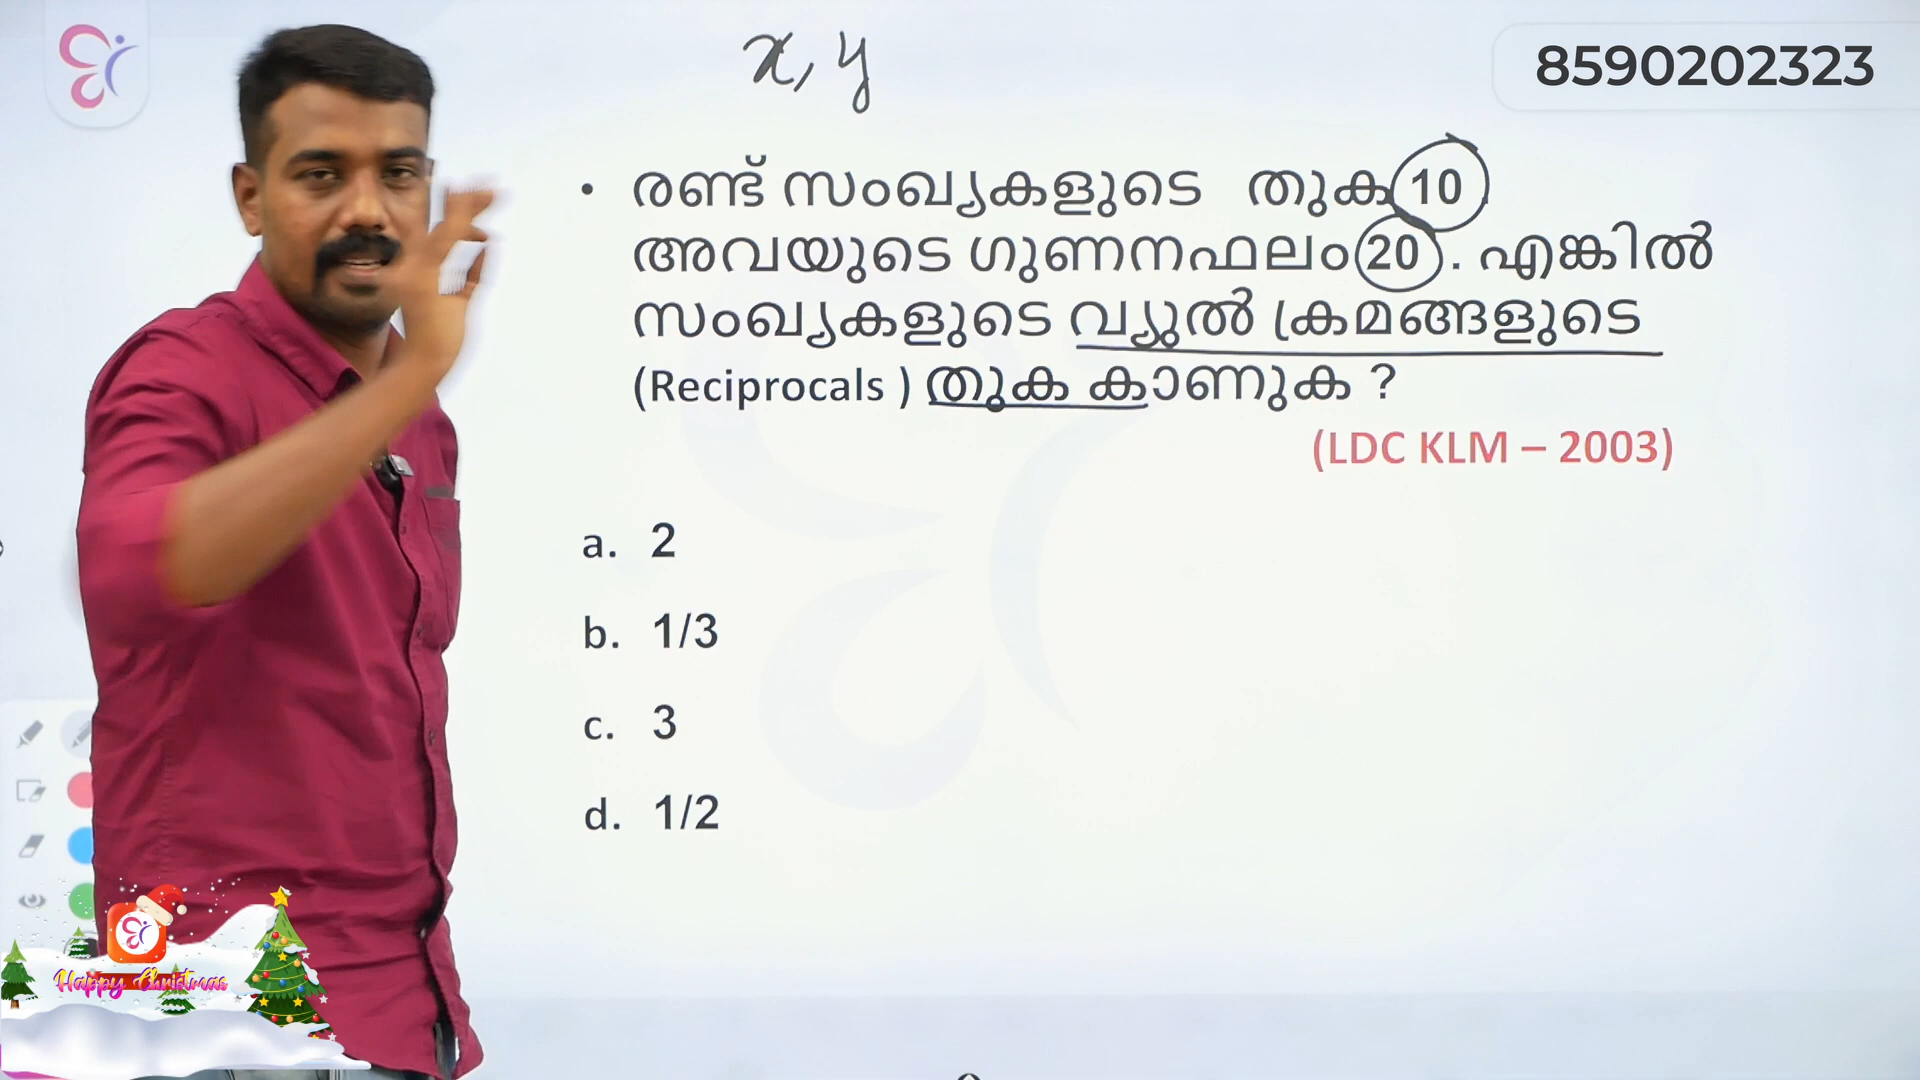 x, y
8590202323
• രണ്ട് സംഖ്യകളുടെ തുക 10
അവയുടെ ഗുണനഫലം 20 . എങ്കിൽ
സംഖ്യകളുടെ വ്യുൽ ക്രമങ്ങളുടെ
(Reciprocals ) തുക കാണുക ?
(LDC KLM – 2003)
a. 2
b. 1/3
c. 3
d. 1/2
Happy Christmas